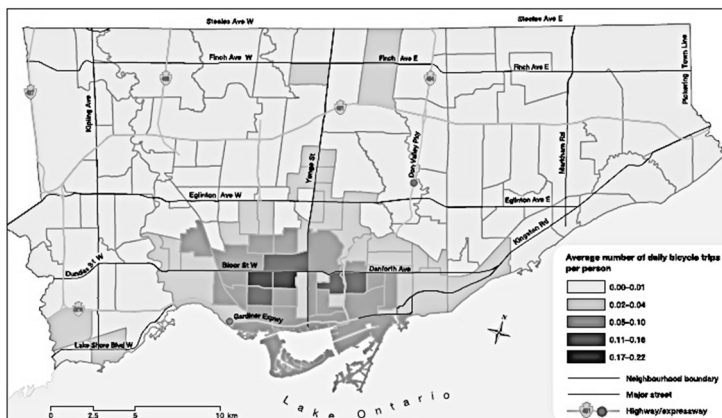 Steeles Ave W
Steeles Ave E
Finch Ave W
Finch Ave E
Finch Ave E
Pickering Town Line
Kipling Ave
401
Yonge St
Don Valley Pky
Markham Rd
Eglinton Ave W
Eglinton Ave E
Kingston Rd
Dundas St W
Bloor St W
Danforth Ave
Gardiner Expwy
Lake Shore Blvd W
Lake Ontario
N
Average number of daily bicycle trips
per person
0.00–0.01
0.02–0.04
0.05–0.10
0.11–0.16
0.17–0.22
Neighbourhood boundary
Major street
Highway/expressway
0 2.5 5 10 km